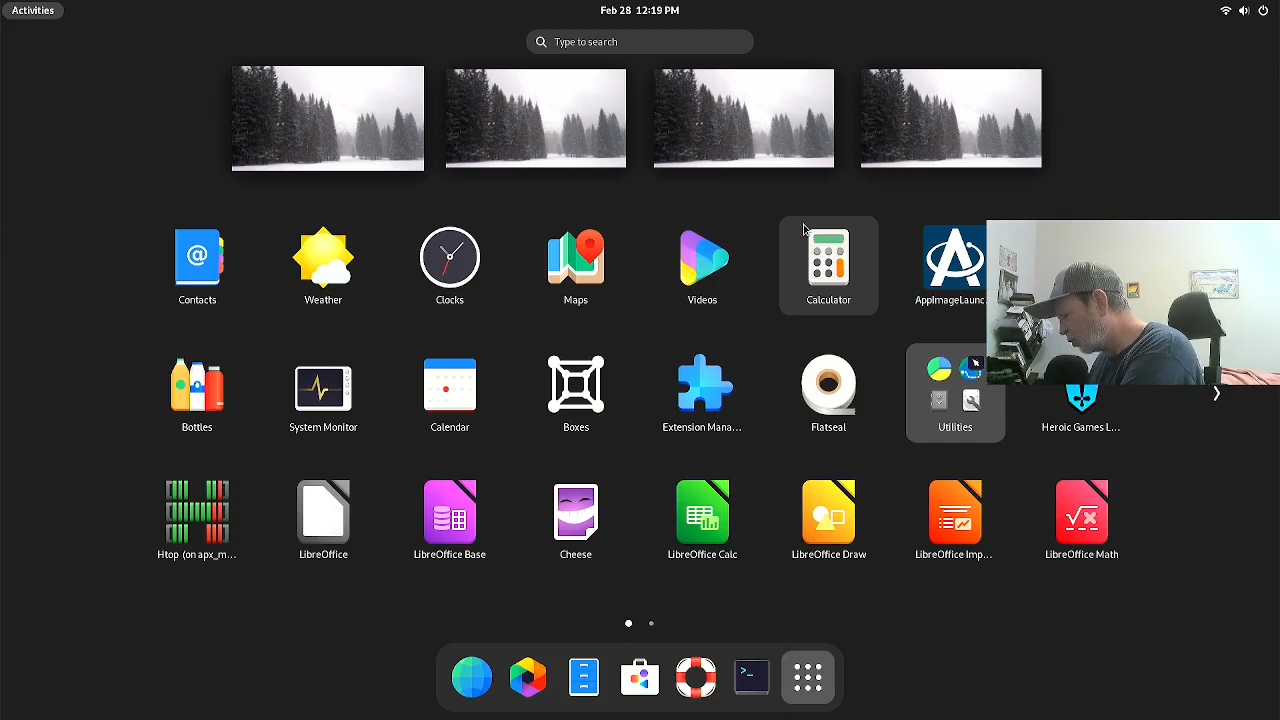 Activities
Feb 28 12:19 PM
Type to search
Contacts
Weather
Clocks
Maps
Videos
Calculator
AppImageLaunc
Bottles
System Monitor
Calendar
Boxes
Extension Mana...
Flatseal
Utilities
Heroic Games L...
Htop (on apx_m...
LibreOffice
LibreOffice Base
Cheese
LibreOffice Calc
LibreOffice Draw
LibreOffice Imp...
LibreOffice Math